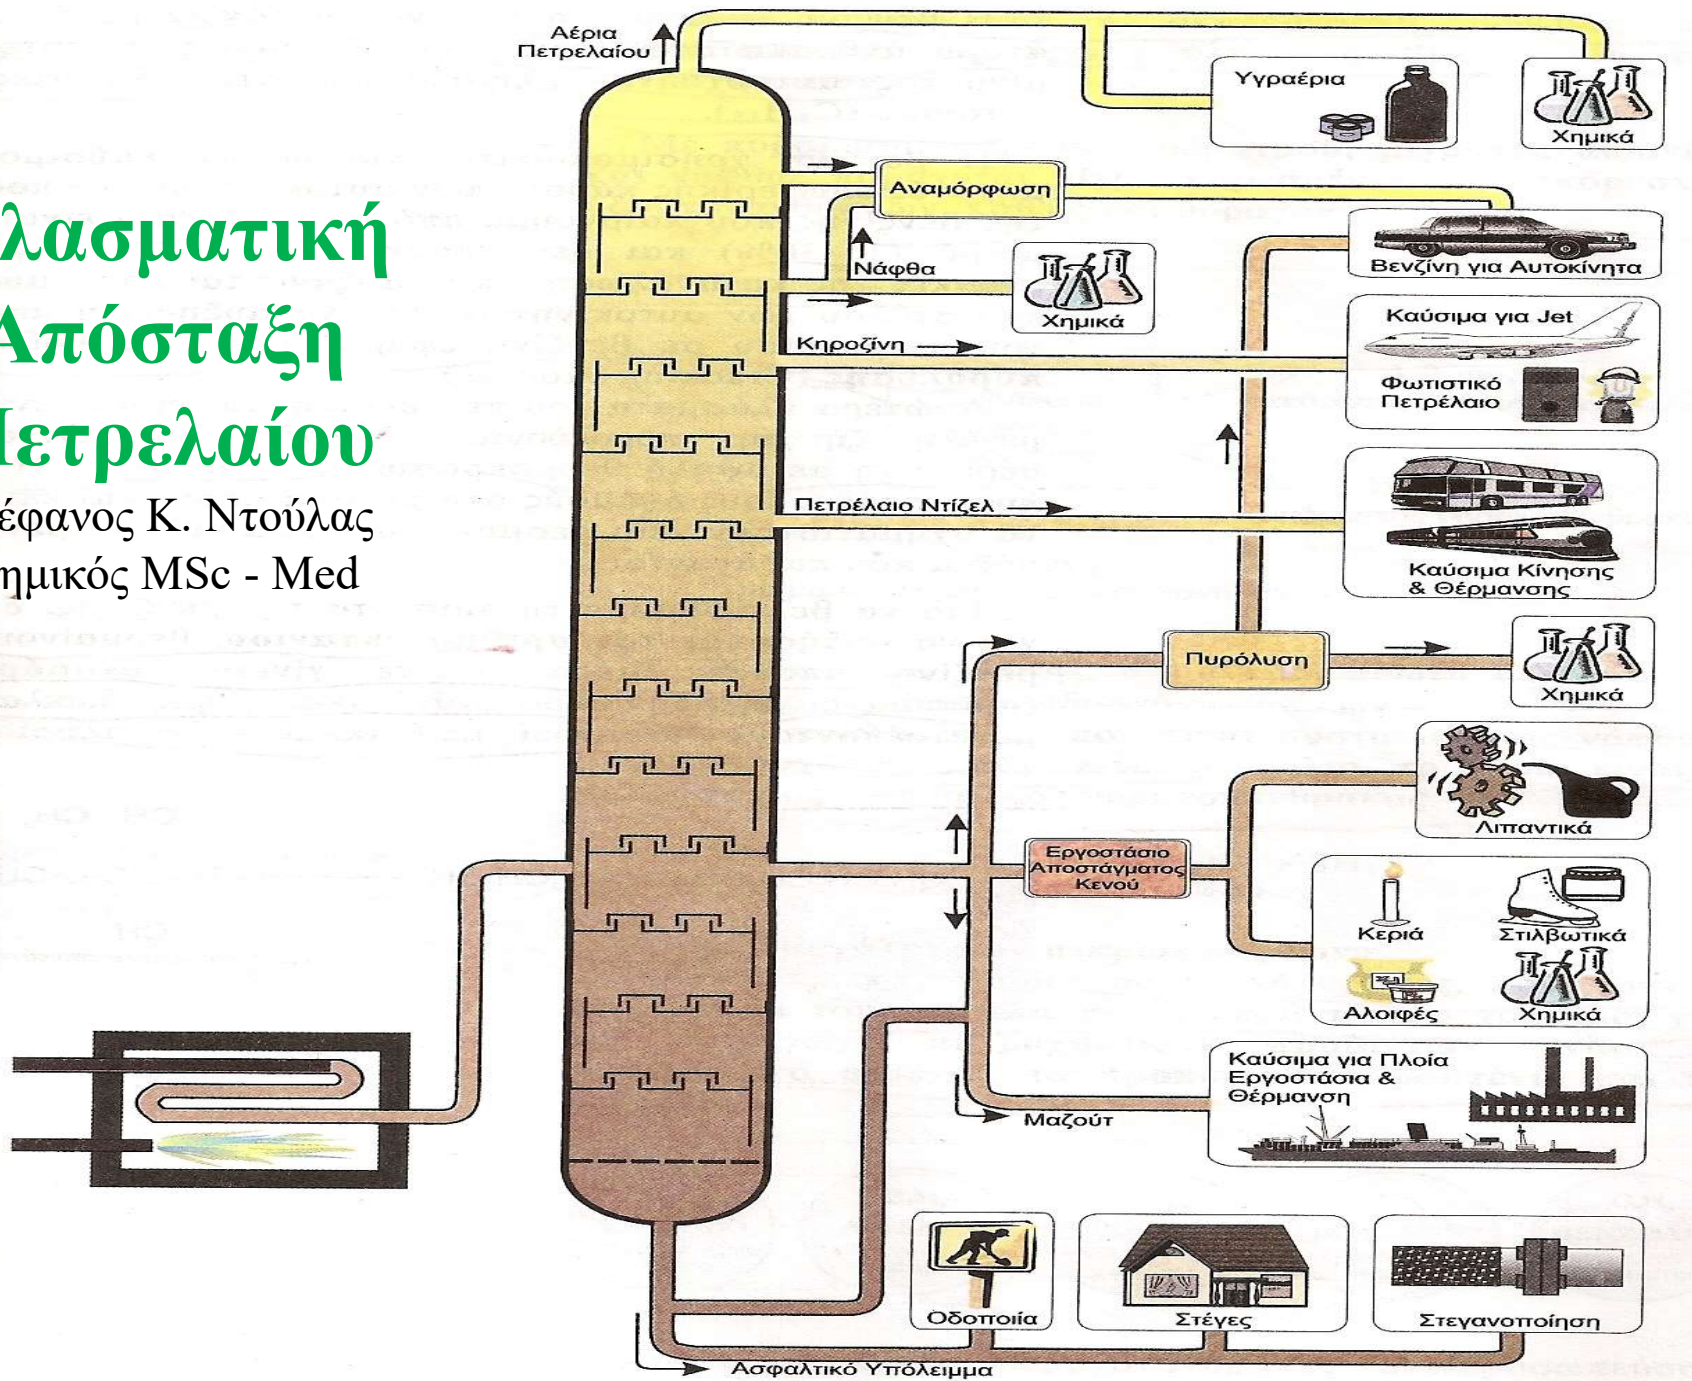 λασματική
Απόσταξη
Πετρελαίου
έφανος Κ. Ντούλας
ημικός MSc - Med
Αέρια
Πετρελαίου
Υγραέρια
Χημικά
Αναμόρφωση
Νάφθα
Χημικά
Βενζίνη για Αυτοκίνητα
Κηροζίνη
Καύσιμα για Jet
Φωτιστικό
Πετρέλαιο
Πετρέλαιο Ντίζελ
Καύσιμα Κίνησης
& Θέρμανσης
Πυρόλυση
Χημικά
Λιπαντικά
Εργοστάσιο
Αποστάγματος
Κενού
Κεριά
Στιλβωτικά
Αλοιφές
Χημικά
Καύσιμα για Πλοία
Εργοστάσια &
Θέρμανση
Μαζούτ
Οδοποιία
Στέγες
Στεγανοποίηση
Ασφαλτικό Υπόλειμμα